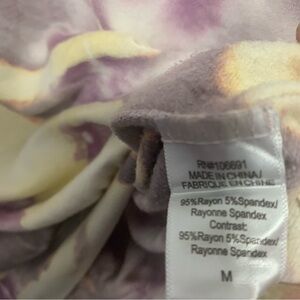 RN#106691
MADE IN CHINA/
FABRIQUE EN CHINE
95%Rayon 5%Spandex/
Rayonne Spandex
Contrast:
95%Rayon 5%Spandex/
Rayonne Spandex
M